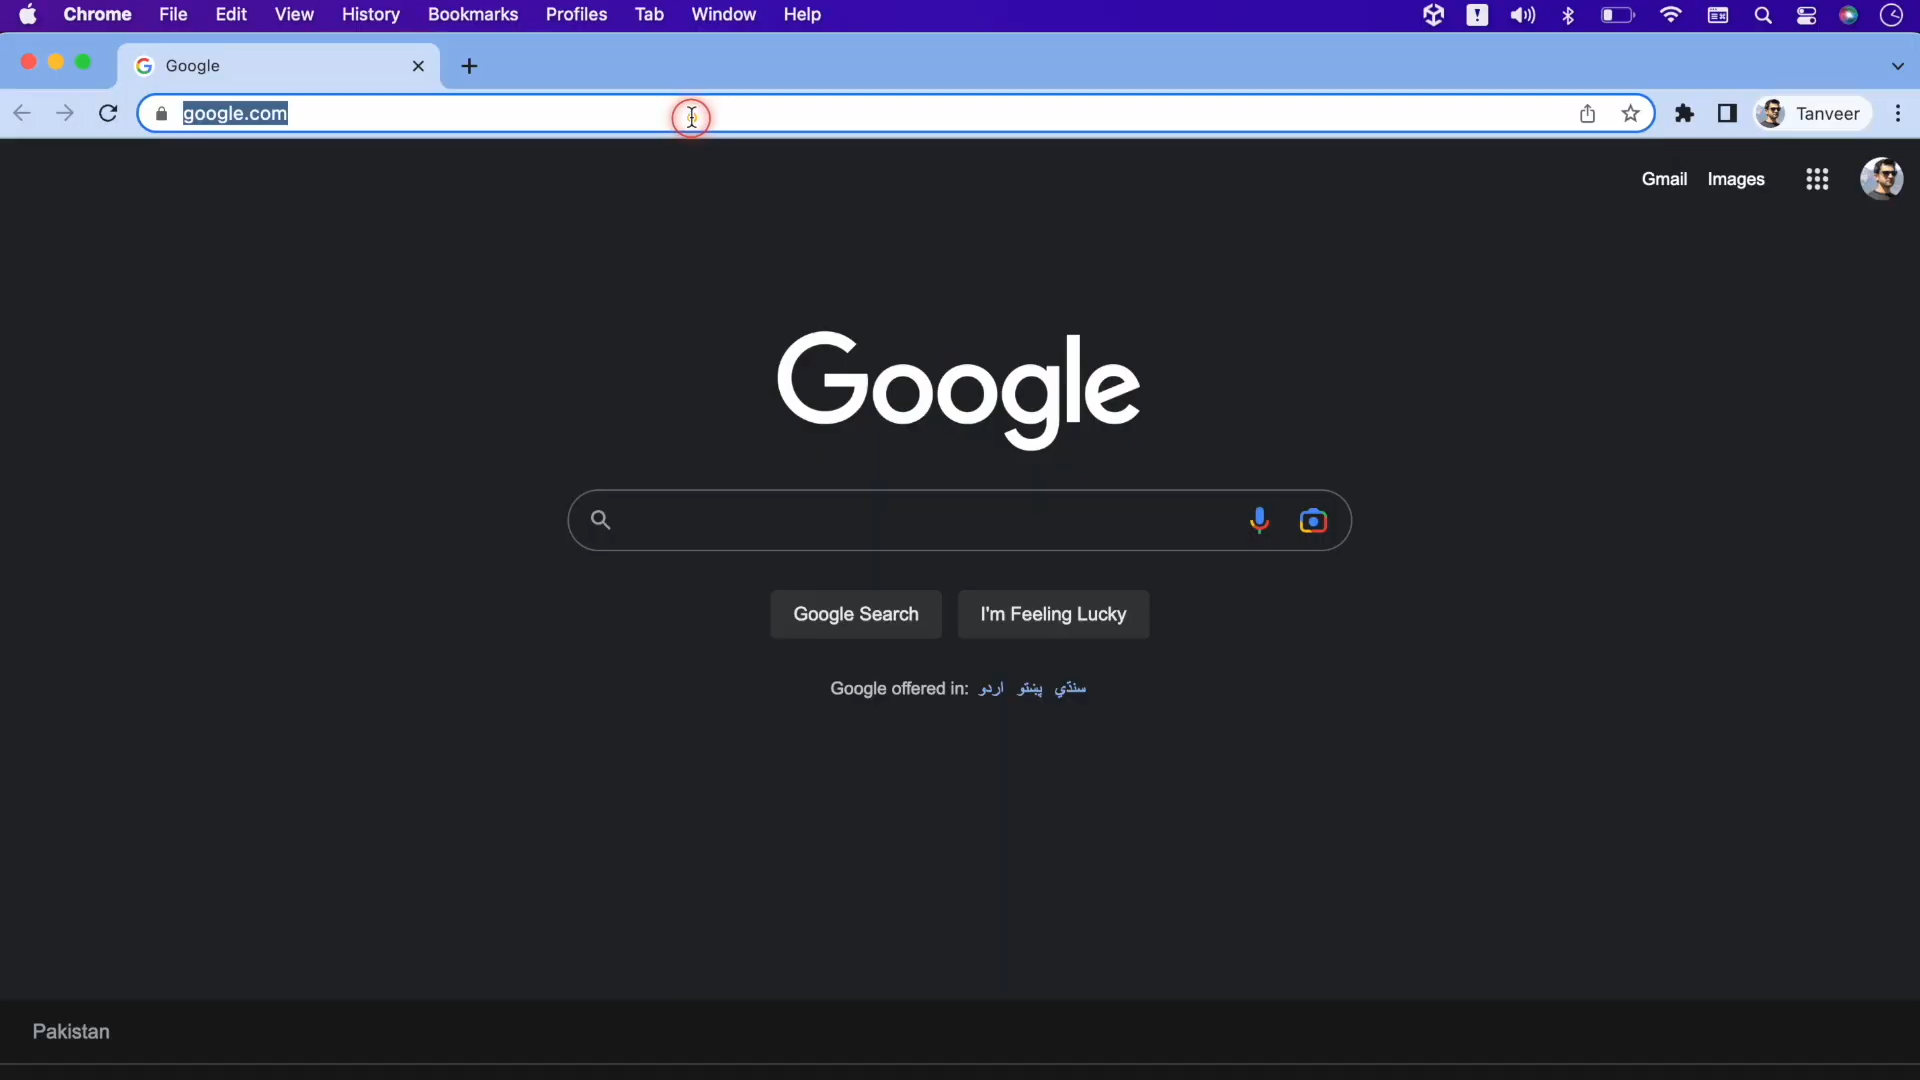 Chrome File Edit View History Bookmarks Profiles Tab Window Help
Google
google.com
Tanveer
Gmail Images
Google
Google Search I'm Feeling Lucky
Google offered in: اردو پښتو سنڌي
Pakistan